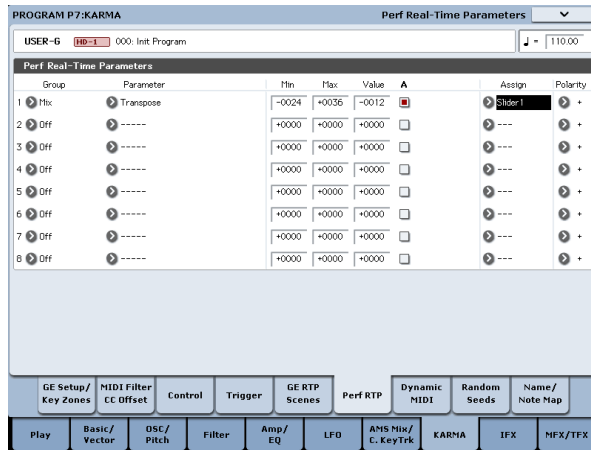 PROGRAM P7:KARMA Perf Real-Time Parameters
USER-G HD-1 000: Init Program ♩ = 110.00
Perf Real-Time Parameters
Group Parameter Min Max Value A Assign Polarity
1 Mix Transpose -0024 +0036 -0012 Slider1 +
2 Off ----- +0000 +0000 +0000 --- +
3 Off ----- +0000 +0000 +0000 --- +
4 Off ----- +0000 +0000 +0000 --- +
5 Off ----- +0000 +0000 +0000 --- +
6 Off ----- +0000 +0000 +0000 --- +
7 Off ----- +0000 +0000 +0000 --- +
8 Off ----- +0000 +0000 +0000 --- +
GE Setup/ Key Zones
MIDI Filter CC Offset
Control
Trigger
GE RTP Scenes
Perf RTP
Dynamic MIDI
Random Seeds
Name/ Note Map
Play
Basic/ Vector
OSC/ Pitch
Filter
Amp/ EQ
LFO
AMS Mix/ C. KeyTrk
KARMA
IFX
MFX/TFX